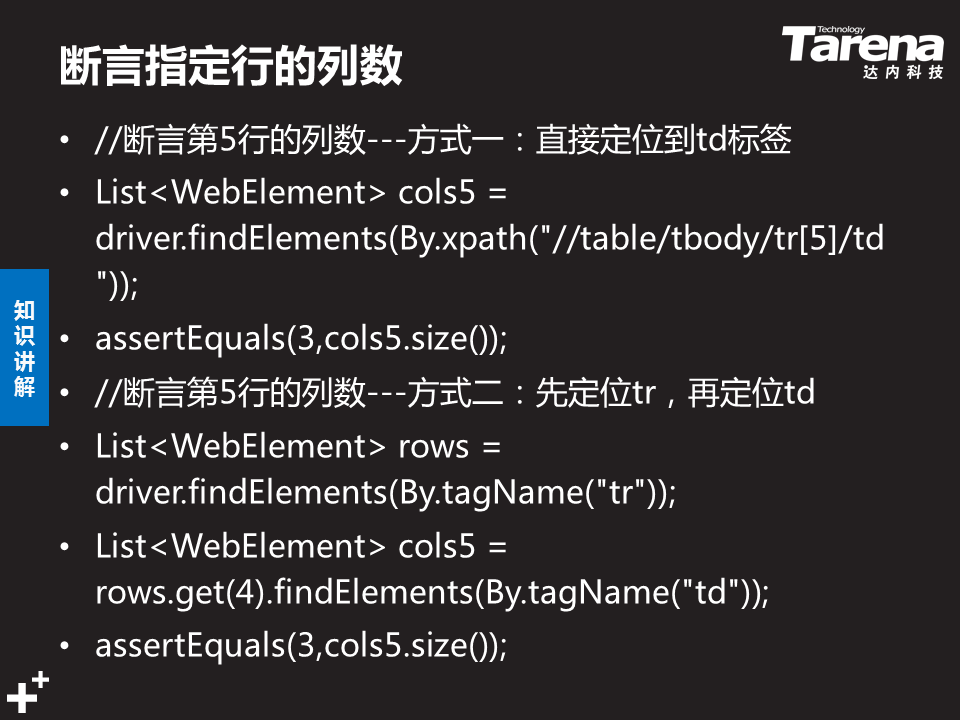 断言指定行的列数
Technology
Tarena
达内科技
• //断言第5行的列数---方式一：直接定位到td标签
• List<WebElement> cols5 =
driver.findElements(By.xpath("//table/tbody/tr[5]/td
"));
• assertEquals(3,cols5.size());
• //断言第5行的列数---方式二：先定位tr，再定位td
• List<WebElement> rows =
driver.findElements(By.tagName("tr"));
• List<WebElement> cols5 =
rows.get(4).findElements(By.tagName("td"));
• assertEquals(3,cols5.size());
知
识
讲
解